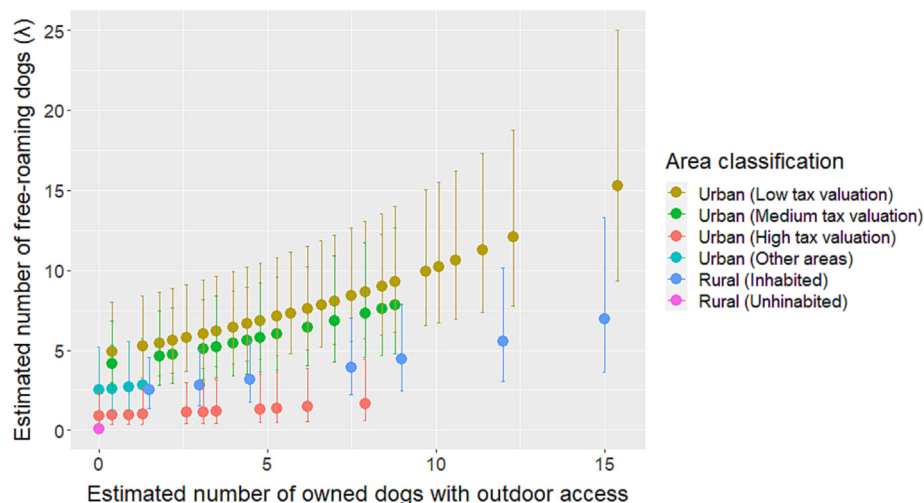 Estimated number of free-roaming dogs (λ)
25
20
15
10
5
0
0
5
10
15
Estimated number of owned dogs with outdoor access
Area classification
Urban (Low tax valuation)
Urban (Medium tax valuation)
Urban (High tax valuation)
Urban (Other areas)
Rural (Inhabited)
Rural (Unhinabited)